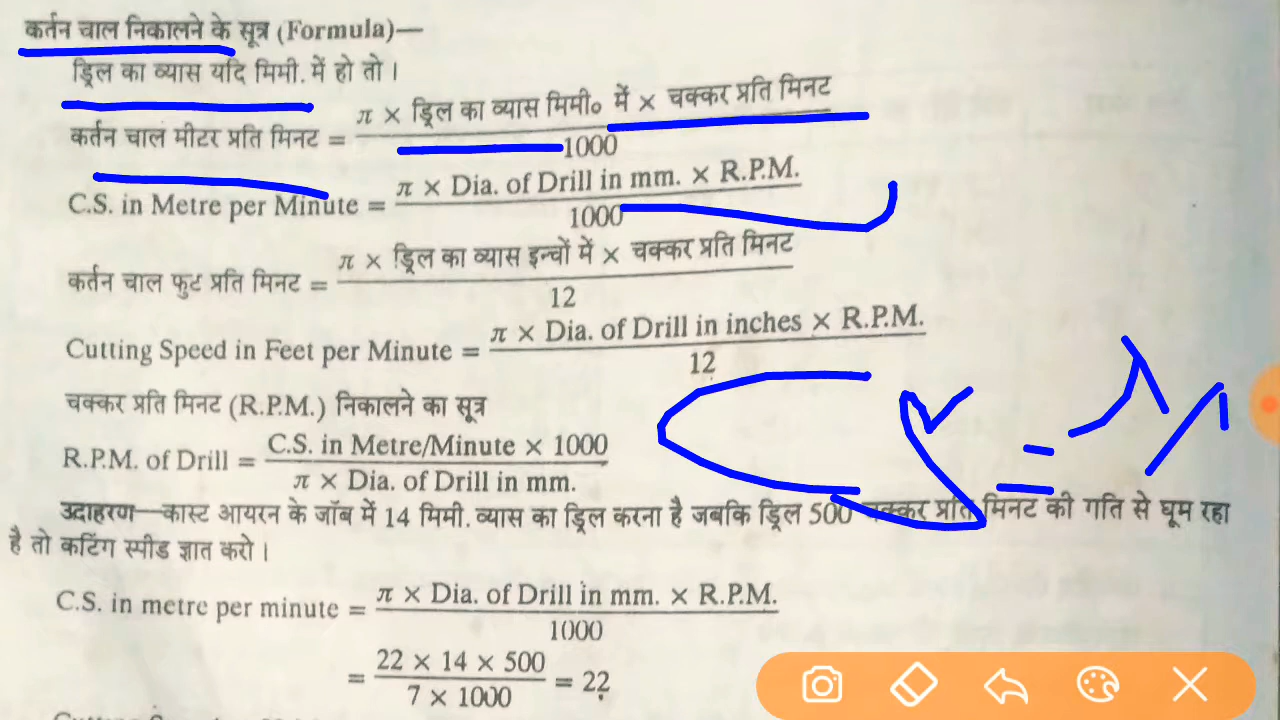 कर्तन चाल निकालने के सूत्र (Formula)—
ड्रिल का व्यास यदि मिमी. में हो तो।
कर्तन चाल मीटर प्रति मिनट = π × ड्रिल का व्यास मिमी० में × चक्कर प्रति मिनट / 1000
C.S. in Metre per Minute = π × Dia. of Drill in mm. × R.P.M. / 1000
कर्तन चाल फुट प्रति मिनट = π × ड्रिल का व्यास इन्चों में × चक्कर प्रति मिनट / 12
Cutting Speed in Feet per Minute = π × Dia. of Drill in inches × R.P.M. / 12
चक्कर प्रति मिनट (R.P.M.) निकालने का सूत्र
R.P.M. of Drill = C.S. in Metre/Minute × 1000 / π × Dia. of Drill in mm.
उदाहरण—कास्ट आयरन के जॉब में 14 मिमी. व्यास का ड्रिल करना है जबकि ड्रिल 500 चक्कर प्रति मिनट की गति से घूम रहा
है तो कटिंग स्पीड ज्ञात करो।
C.S. in metre per minute = π × Dia. of Drill in mm. × R.P.M. / 1000
= 22 × 14 × 500 / 7 × 1000 = 22